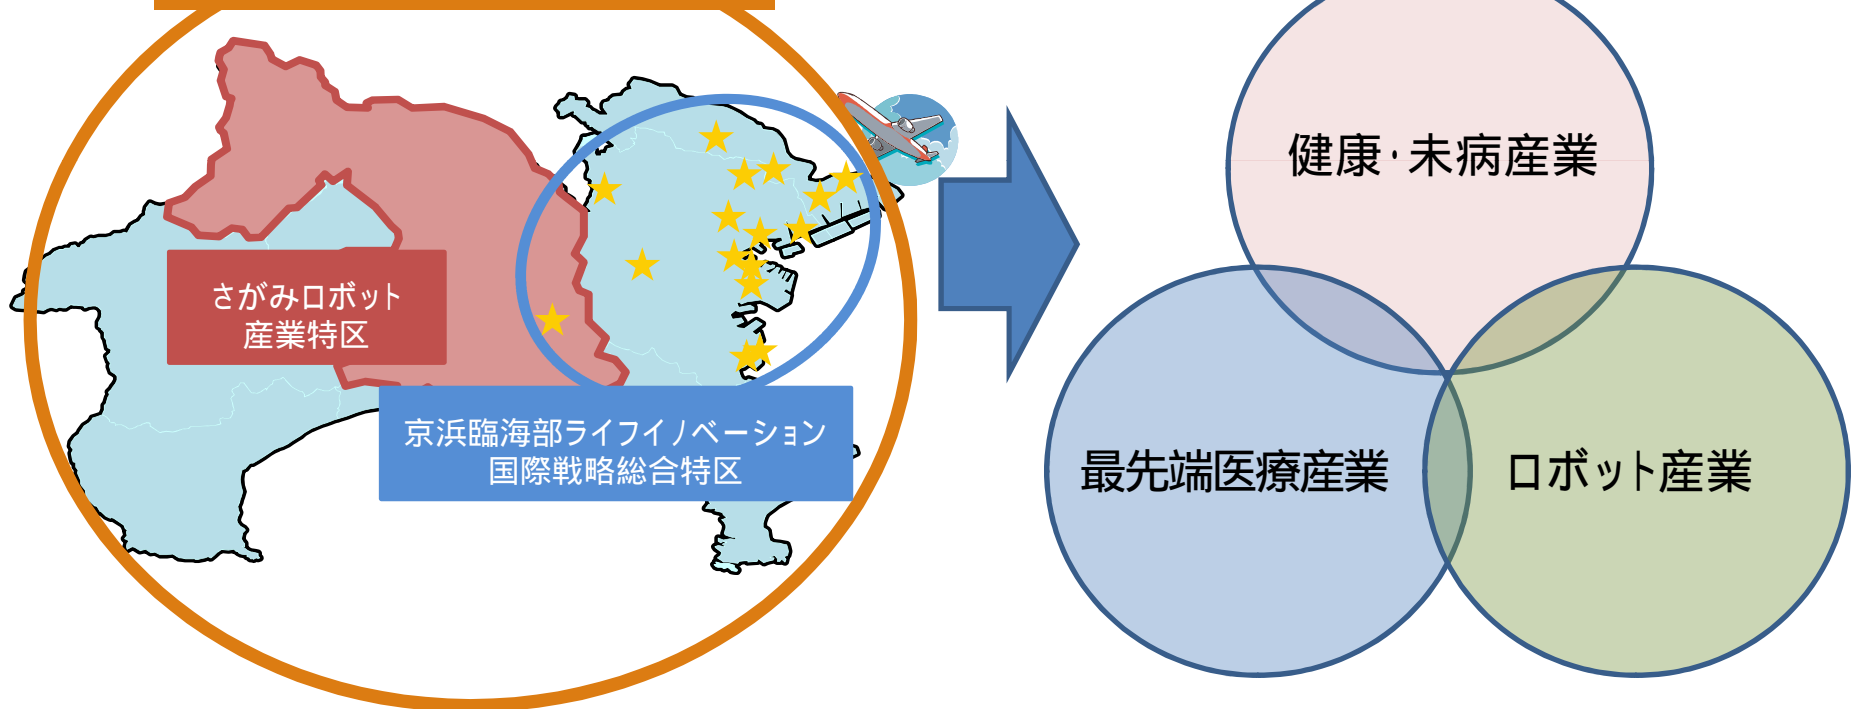 さがみロボット
産業特区
京浜臨海部ライフイノベーション
国際戦略総合特区
健康・未病産業
最先端医療産業
ロボット産業